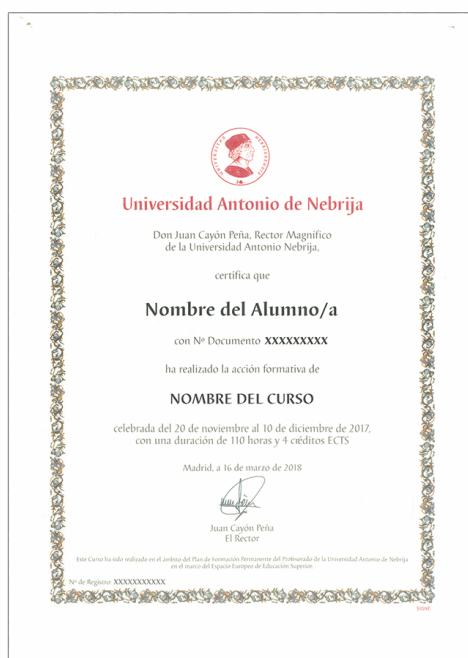 Universidad Antonio de Nebrija
Don Juan Cayón Peña, Rector Magnífico
de la Universidad Antonio Nebrija,
certifica que
Nombre del Alumno/a
con Nº Documento XXXXXXXXX
ha realizado la acción formativa de
NOMBRE DEL CURSO
celebrada del 20 de noviembre al 10 de diciembre de 2017,
con una duración de 110 horas y 4 créditos ECTS
Madrid, a 16 de marzo de 2018
Juan Cayón Peña
El Rector
Este Curso ha sido realizado en el ámbito del Plan de Formación Permanente del Profesorado de la Universidad Antonio de Nebrija
en el marco del Espacio Europeo de Educación Superior
Nº de Registro: XXXXXXXXXXX